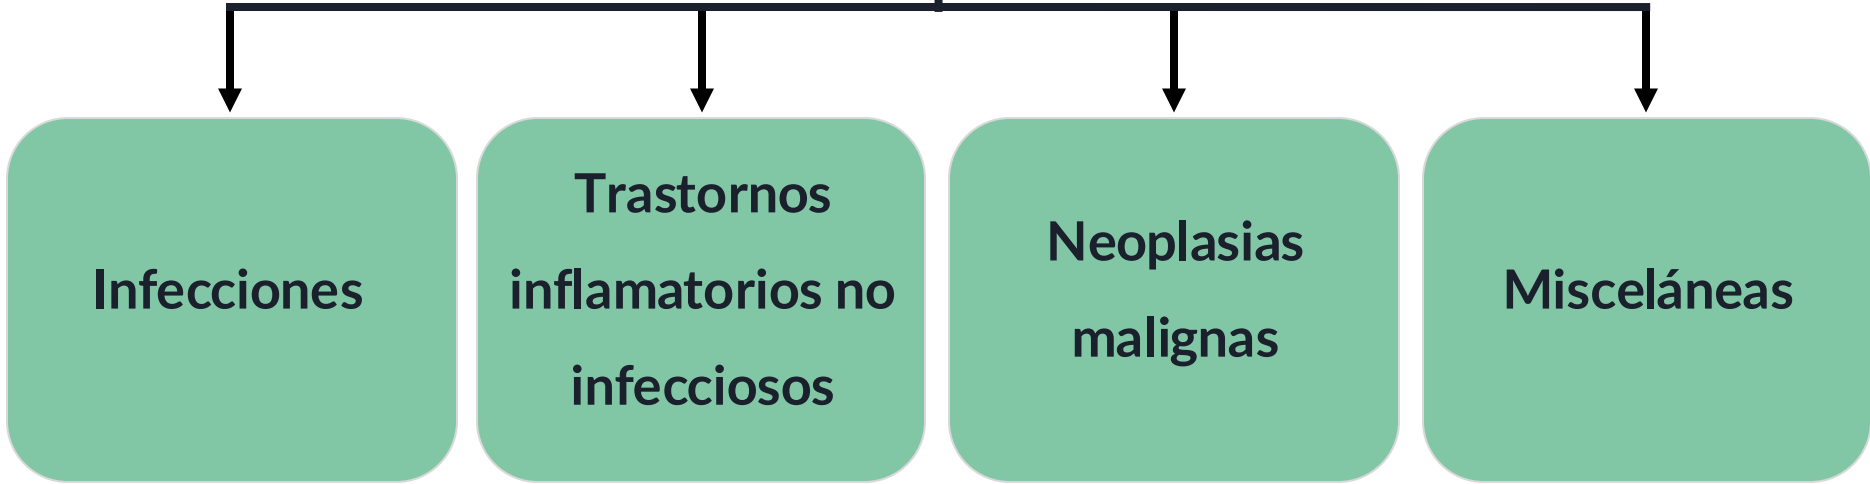 Infecciones
Trastornos
inflamatorios no
infecciosos
Neoplasias
malignas
Misceláneas